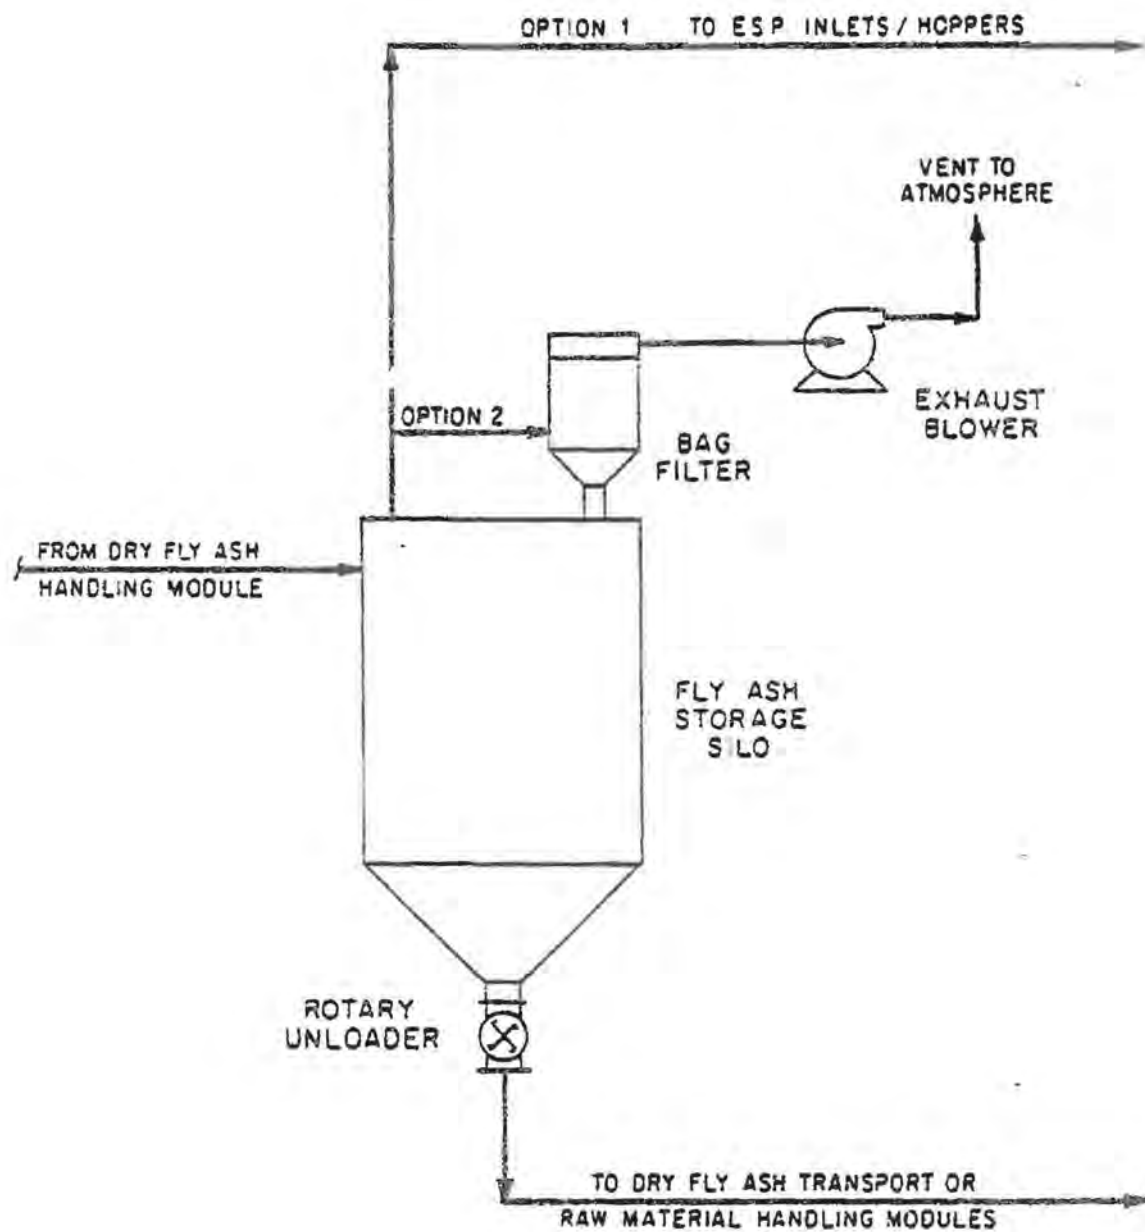 OPTION 1 TO ESP INLETS / HOPPERS
VENT TO
ATMOSPHERE
EXHAUST
BLOWER
OPTION 2
BAG
FILTER
FROM DRY FLY ASH
HANDLING MODULE
FLY ASH
STORAGE
SILO
ROTARY
UNLOADER
TO DRY FLY ASH TRANSPORT OR
RAW MATERIAL HANDLING MODULES